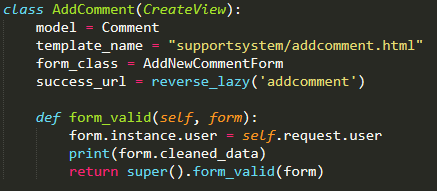 class AddComment(CreateView):
    model = Comment
    template_name = "supportsystem/addcomment.html"
    form_class = AddNewCommentForm
    success_url = reverse_lazy('addcomment')

    def form_valid(self, form):
        form.instance.user = self.request.user
        print(form.cleaned_data)
        return super().form_valid(form)